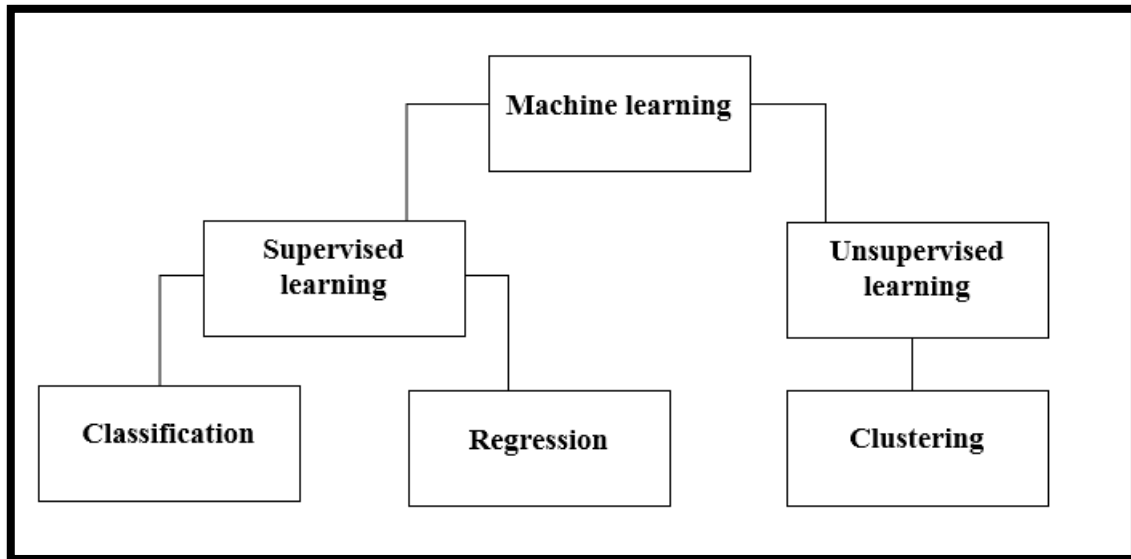 Machine learning
Supervised
learning
Unsupervised
learning
Classification
Regression
Clustering